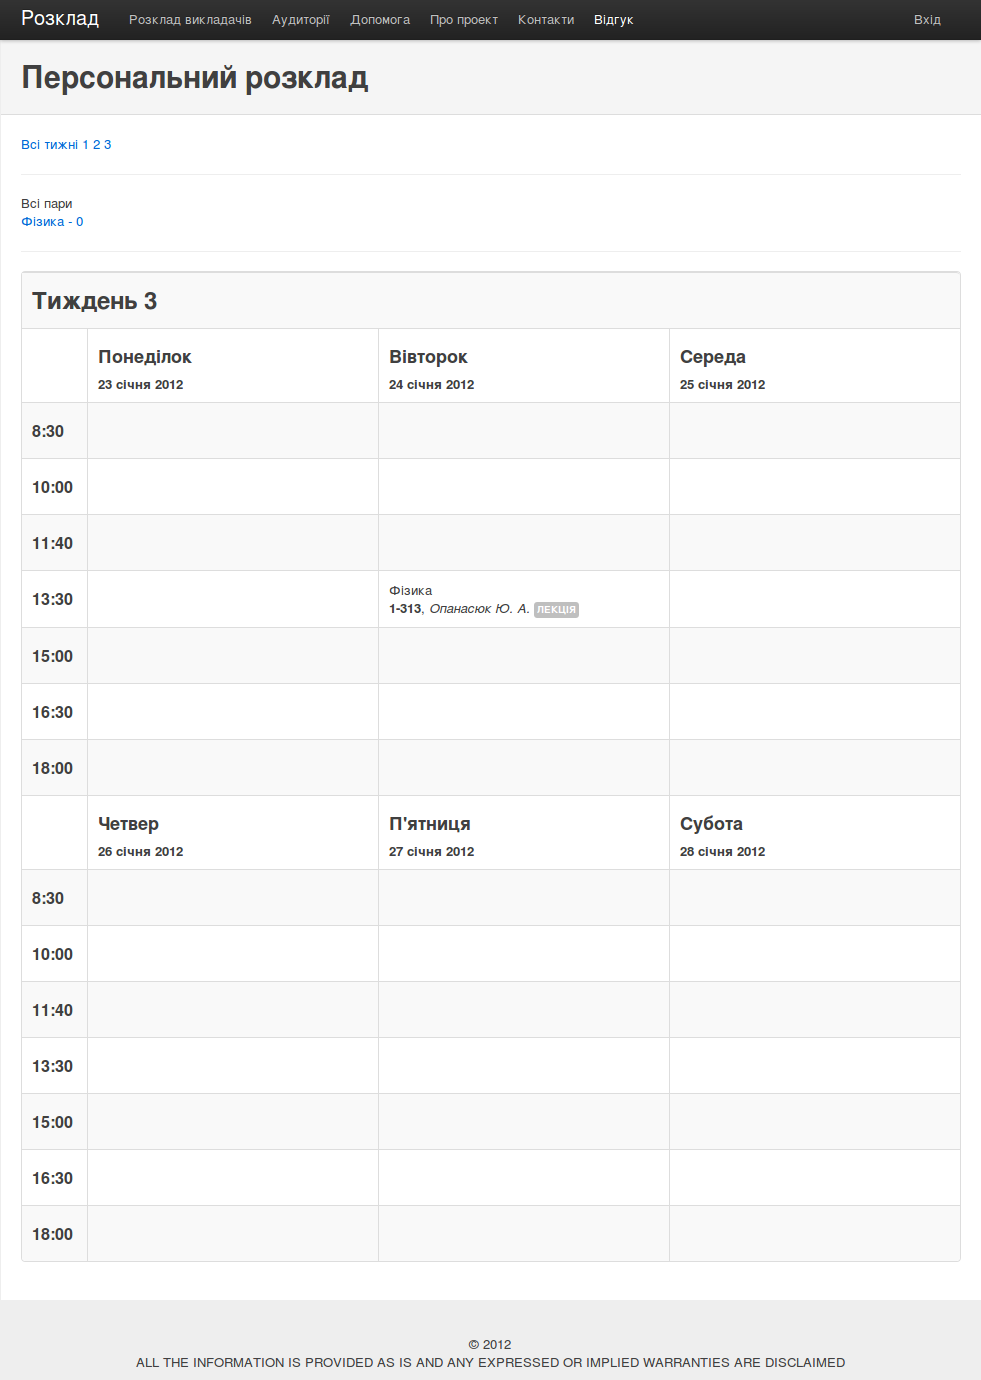 Розклад Розклад викладачів Аудиторії Допомога Про проект Контакти Відгук Вхід
Персональний розклад
Всі тижні 1 2 3
Всі пари
Фізика - 0
Тиждень 3
Понеділок Вівторок Середа
23 січня 2012 24 січня 2012 25 січня 2012
8:30
10:00
11:40
13:30 Фізика
1-313, Опанасюк Ю. А. ЛЕКЦІЯ
15:00
16:30
18:00
Четвер П'ятниця Субота
26 січня 2012 27 січня 2012 28 січня 2012
8:30
10:00
11:40
13:30
15:00
16:30
18:00
© 2012
ALL THE INFORMATION IS PROVIDED AS IS AND ANY EXPRESSED OR IMPLIED WARRANTIES ARE DISCLAIMED